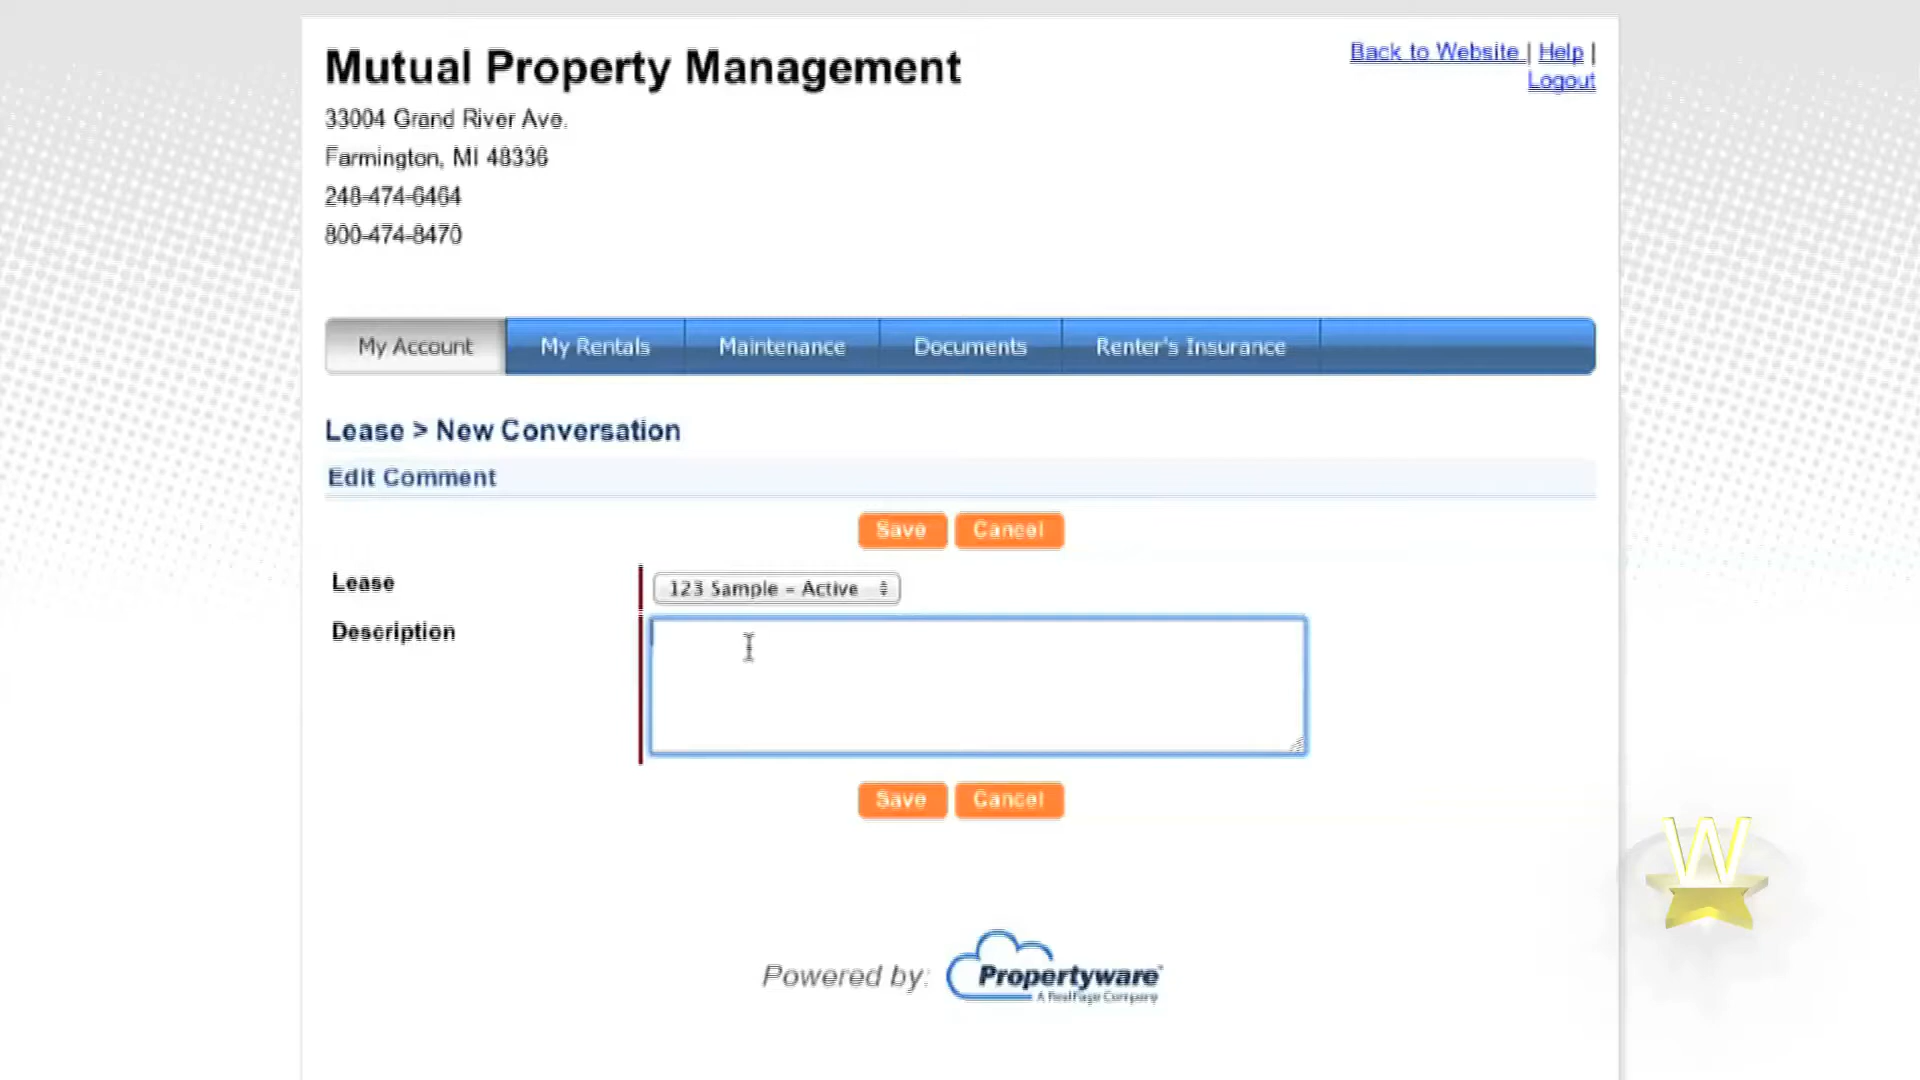 Mutual Property Management
Back to Website | Help |
Logout
33004 Grand River Ave.
Farmington, MI 48336
248-474-6464
800-474-8470
My Account My Rentals Maintenance Documents Renter's Insurance
Lease > New Conversation
Edit Comment
Save Cancel
Lease 123 Sample - Active
Description
Save Cancel
W
Powered by: Propertyware
A RealPage Company